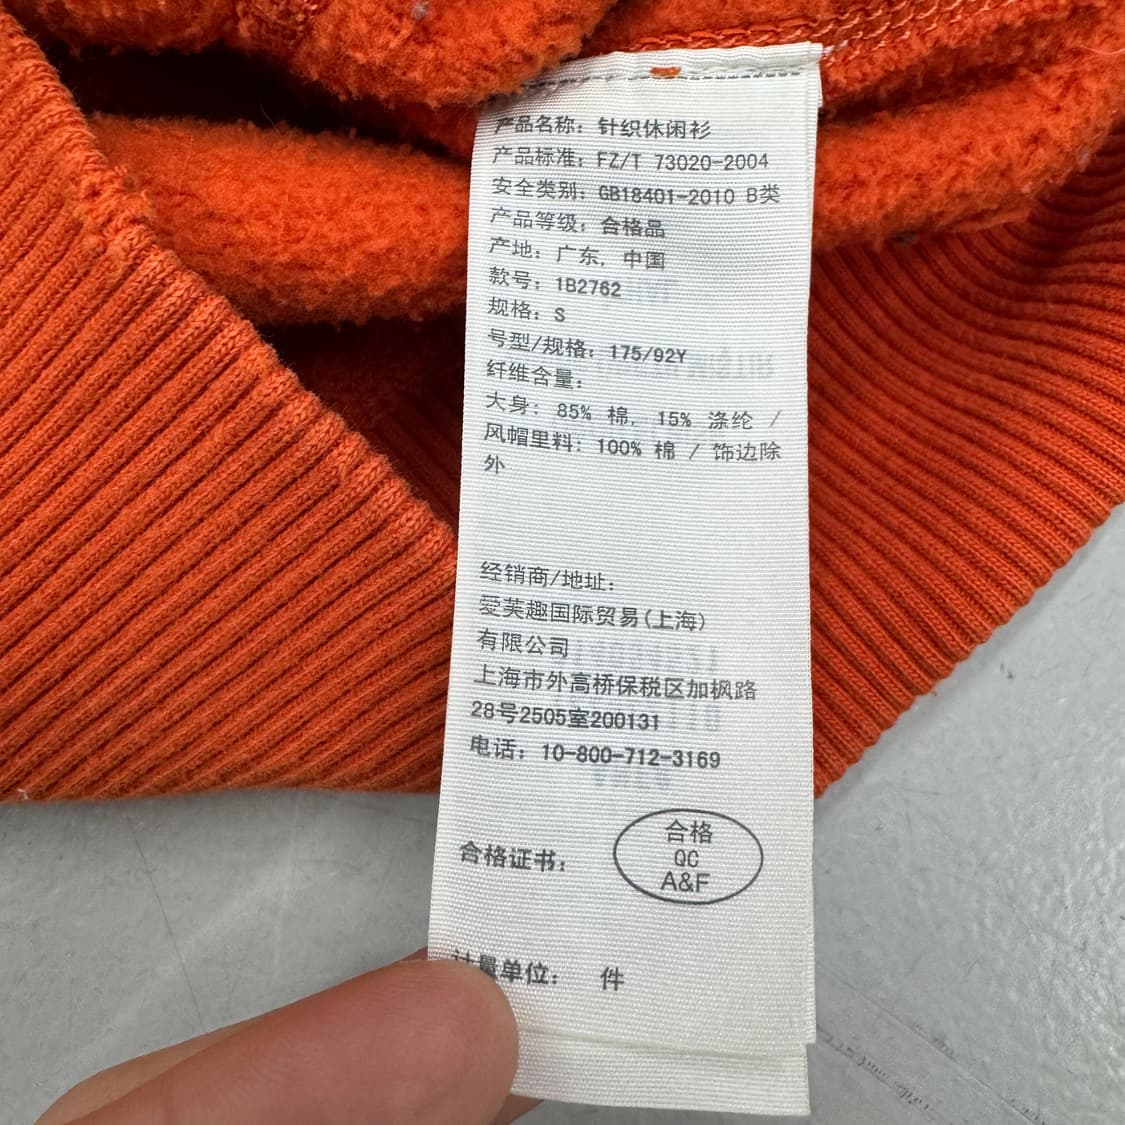 产品名称：针织休闲衫
产品标准：FZ/T 73020-2004
安全类别：GB18401-2010 B类
产品等级：合格品
产地：广东，中国
款号：1B2762
规格：S
号型/规格：175/92Y
纤维含量：
大身：85% 棉，15% 涤纶 /
风帽里料：100% 棉 / 饰边除
外
经销商/地址：
爱芙趣国际贸易(上海)
有限公司
上海市外高桥保税区加枫路
28号2505室200131
电话：10-800-712-3169
合格证书：
合格
QC
A&F
计量单位： 件